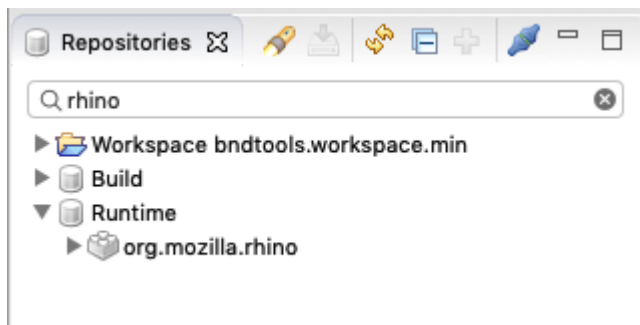 Repositories
rhino
Workspace bndtools.workspace.min
Build
Runtime
org.mozilla.rhino